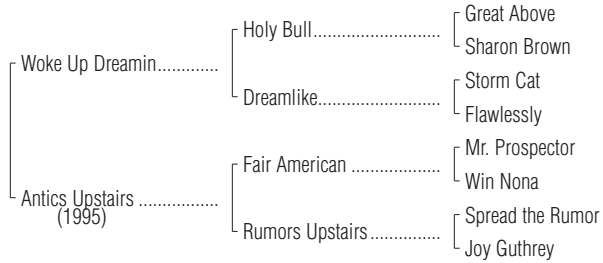 Great Above
Holy Bull..........................
Sharon Brown
Woke Up Dreamin.............
Storm Cat
Dreamlike.........................
Flawlessly
Mr. Prospector
Fair American ..................
Win Nona
Antics Upstairs ................
(1995)
Spread the Rumor
Rumors Upstairs..............
Joy Guthrey